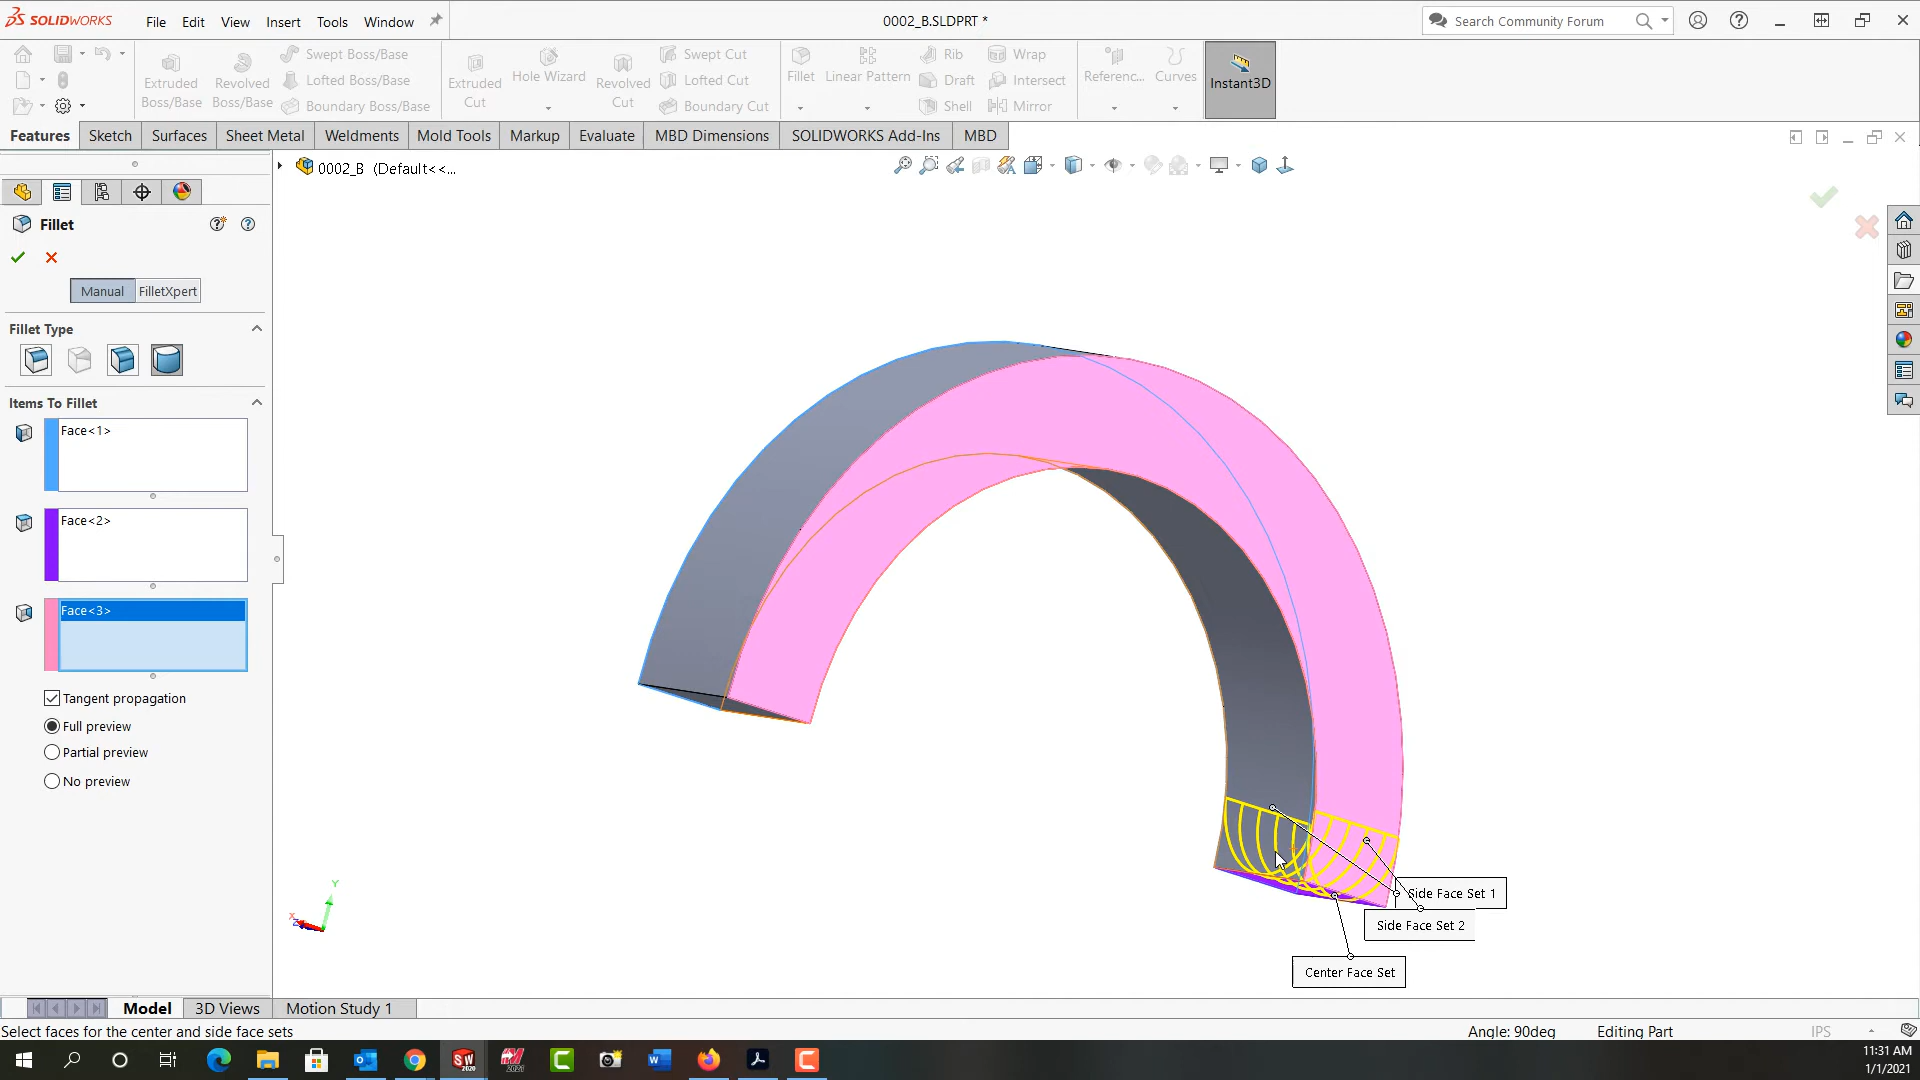 SOLIDWORKS
File Edit View Insert Tools Window
0002_B.SLDPRT *
Search Community Forum
Extruded Boss/Base
Revolved Boss/Base
Swept Boss/Base
Lofted Boss/Base
Boundary Boss/Base
Extruded Cut
Hole Wizard
Revolved Cut
Swept Cut
Lofted Cut
Boundary Cut
Fillet
Linear Pattern
Rib
Draft
Shell
Wrap
Intersect
Mirror
Referenc...
Curves
Instant3D
Features Sketch Surfaces Sheet Metal Weldments Mold Tools Markup Evaluate MBD Dimensions SOLIDWORKS Add-Ins MBD
0002_B (Default<<...
Fillet
Manual FilletXpert
Fillet Type
Items To Fillet
Face<1>
Face<2>
Face<3>
Tangent propagation
Full preview
Partial preview
No preview
Side Face Set 1
Side Face Set 2
Center Face Set
Y
X
Z
Model 3D Views Motion Study 1
Select faces for the center and side face sets
Angle: 90deg Editing Part IPS
SW 2020
2021
11:31 AM
1/1/2021